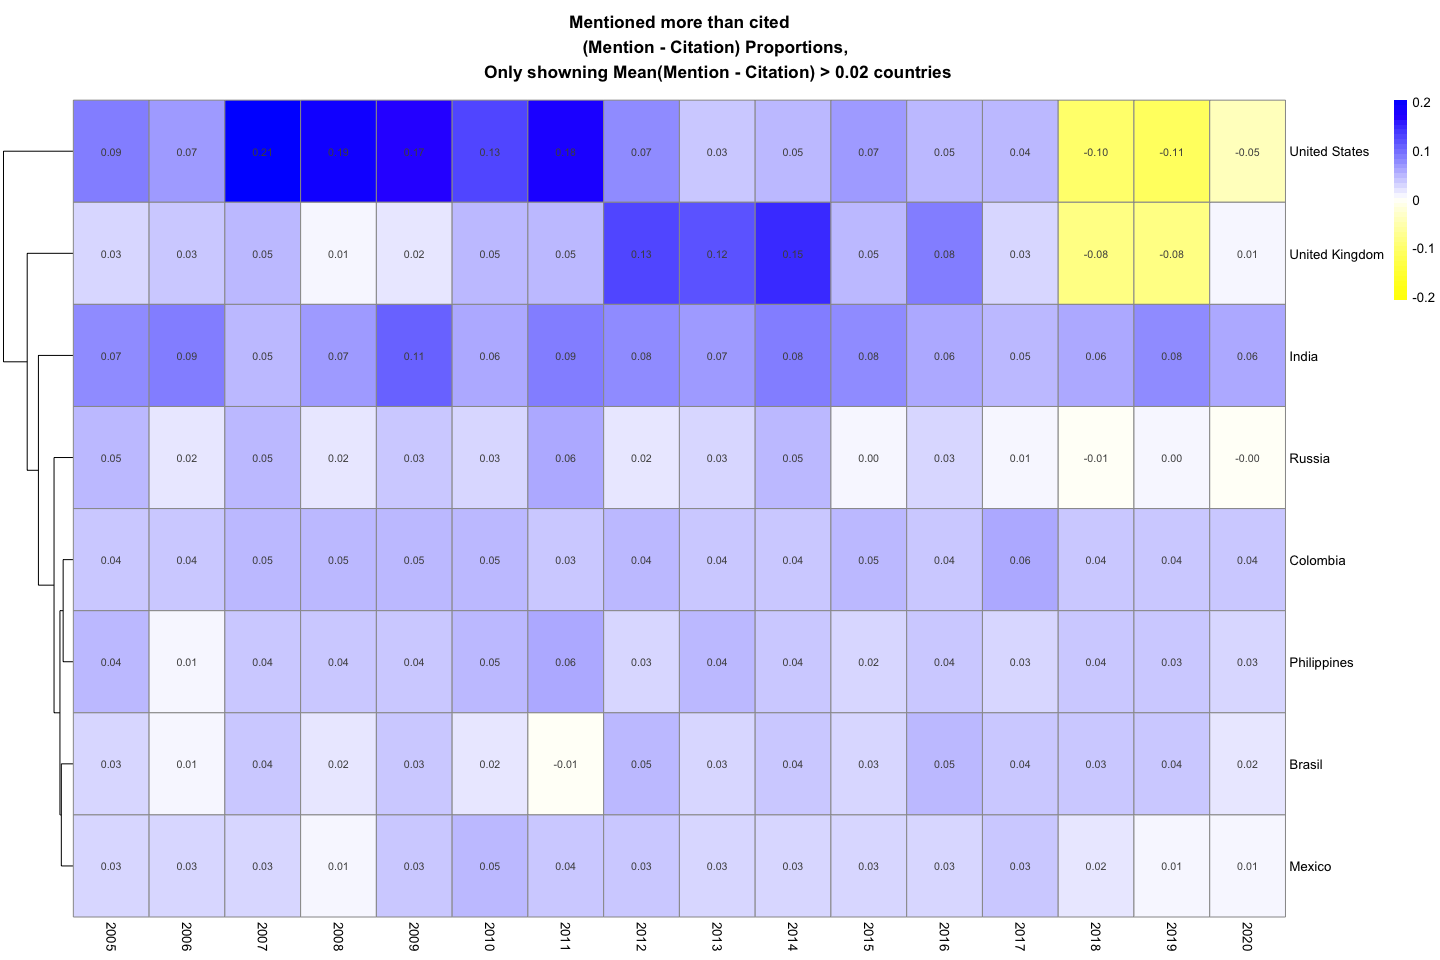 Mentioned more than cited
(Mention - Citation) Proportions,
Only showning Mean(Mention - Citation) > 0.02 countries
0.09 0.07 0.21 0.19 0.17 0.13 0.18 0.07 0.03 0.05 0.07 0.05 0.04 -0.10 -0.11 -0.05 United States
0.03 0.03 0.05 0.01 0.02 0.05 0.05 0.13 0.12 0.05 0.08 0.03 -0.08 -0.08 0.01 United Kingdom
0.07 0.09 0.05 0.07 0.11 0.06 0.09 0.08 0.07 0.08 0.08 0.06 0.05 0.06 0.08 0.06 India
0.05 0.02 0.05 0.02 0.03 0.03 0.06 0.02 0.03 0.05 0.00 0.03 0.01 -0.01 0.00 -0.00 Russia
0.04 0.04 0.05 0.05 0.05 0.05 0.03 0.04 0.04 0.04 0.05 0.04 0.06 0.04 0.04 0.04 Colombia
0.04 0.01 0.04 0.04 0.04 0.05 0.06 0.03 0.04 0.04 0.02 0.04 0.03 0.04 0.03 0.03 Philippines
0.03 0.01 0.04 0.02 0.03 0.02 -0.01 0.05 0.03 0.04 0.03 0.05 0.04 0.03 0.04 0.02 Brasil
0.03 0.03 0.03 0.01 0.03 0.05 0.04 0.03 0.03 0.03 0.03 0.03 0.03 0.02 0.01 0.01 Mexico
2005 2006 2007 2008 2009 2010 2011 2012 2013 2014 2015 2016 2017 2018 2019 2020
0.2
0.1
0
-0.1
-0.2